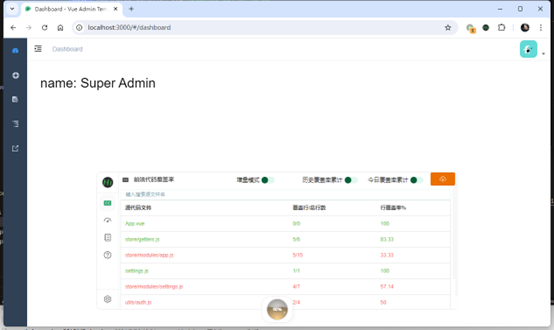 Dashboard - Vue Admin Tem
localhost:3000/#/dashboard
Dashboard
name: Super Admin
前端代码覆盖率 增量模式 历史覆盖率累计 今日覆盖率累计
输入搜索源文件名
源代码文件 覆盖行/总行数 行覆盖率%
App.vue 0/0 100
store/getters.js 5/6 83.33
store/modules/app.js 5/15 33.33
settings.js 1/1 100
store/modules/settings.js 4/7 57.14
utils/auth.js 2/4 50